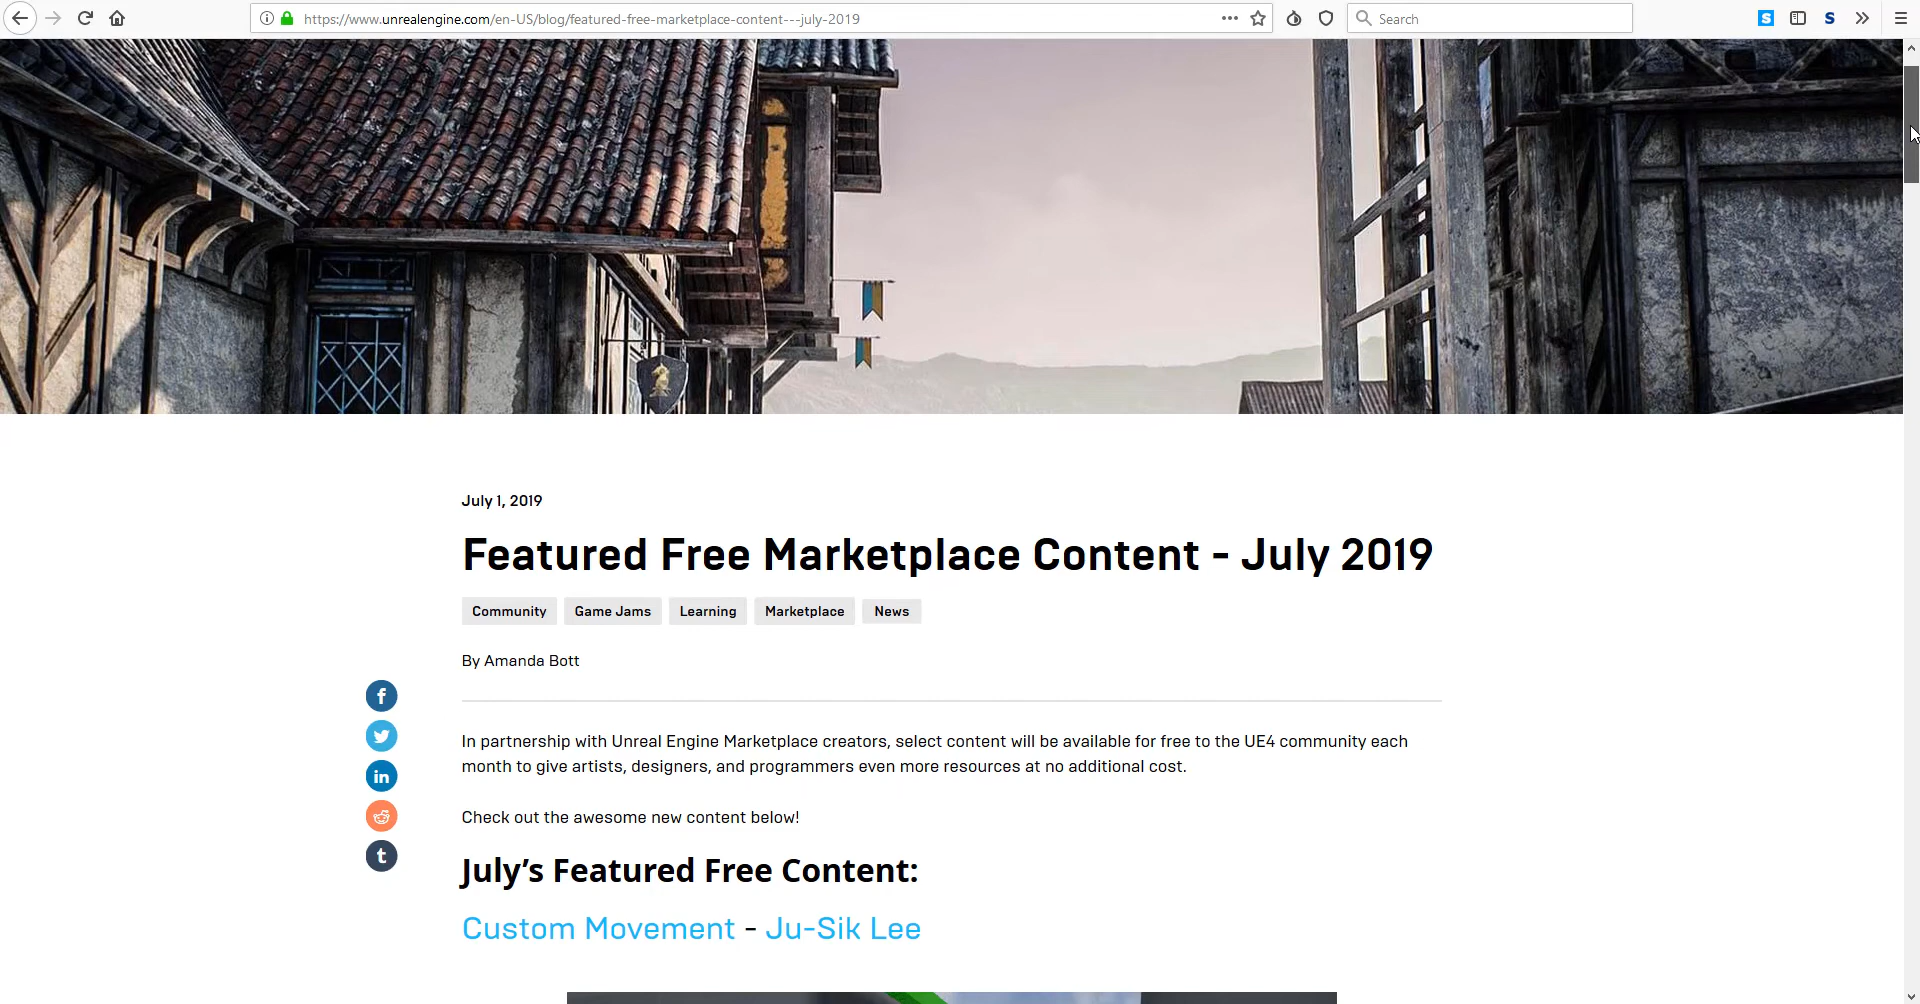 https://www.unrealengine.com/en-US/blog/featured-free-marketplace-content---july-2019
Search
July 1, 2019
Featured Free Marketplace Content - July 2019
Community Game Jams Learning Marketplace News
By Amanda Bott
In partnership with Unreal Engine Marketplace creators, select content will be available for free to the UE4 community each
month to give artists, designers, and programmers even more resources at no additional cost.
Check out the awesome new content below!
July’s Featured Free Content:
Custom Movement - Ju-Sik Lee